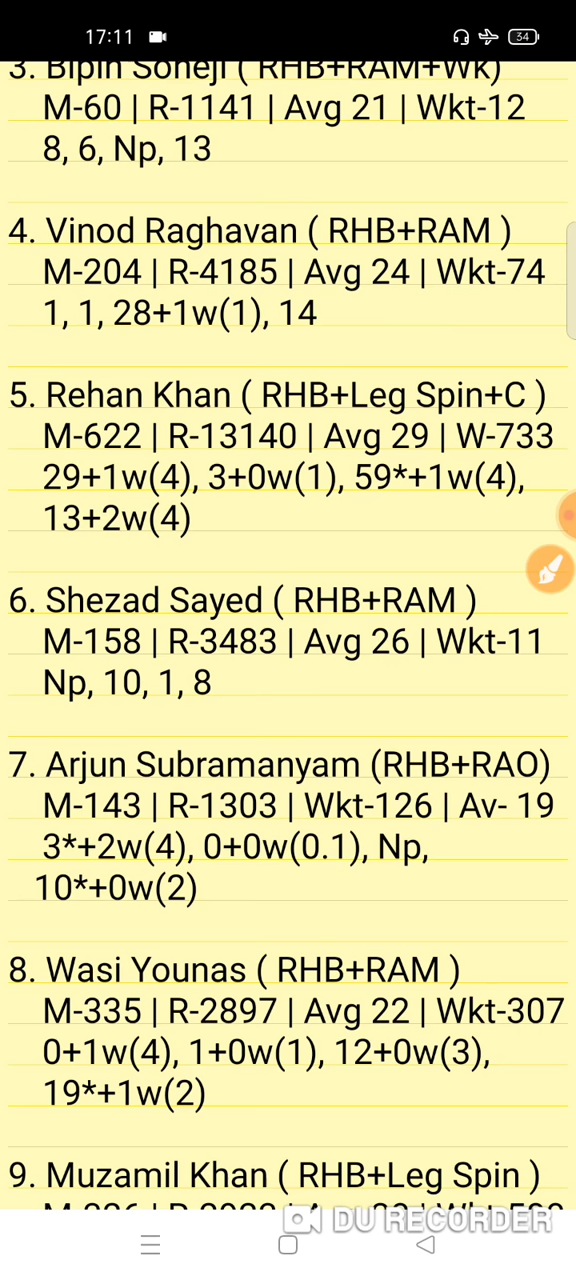 17:11
34
3. Bipin Soneji ( RHB+RAM+WK)
M-60 | R-1141 | Avg 21 | Wkt-12
8, 6, Np, 13
4. Vinod Raghavan ( RHB+RAM )
M-204 | R-4185 | Avg 24 | Wkt-74
1, 1, 28+1w(1), 14
5. Rehan Khan ( RHB+Leg Spin+C )
M-622 | R-13140 | Avg 29 | W-733
29+1w(4), 3+0w(1), 59*+1w(4),
13+2w(4)
6. Shezad Sayed ( RHB+RAM )
M-158 | R-3483 | Avg 26 | Wkt-11
Np, 10, 1, 8
7. Arjun Subramanyam (RHB+RAO)
M-143 | R-1303 | Wkt-126 | Av- 19
3*+2w(4), 0+0w(0.1), Np,
10*+0w(2)
8. Wasi Younas ( RHB+RAM )
M-335 | R-2897 | Avg 22 | Wkt-307
0+1w(4), 1+0w(1), 12+0w(3),
19*+1w(2)
9. Muzamil Khan ( RHB+Leg Spin )
DU RECORDER